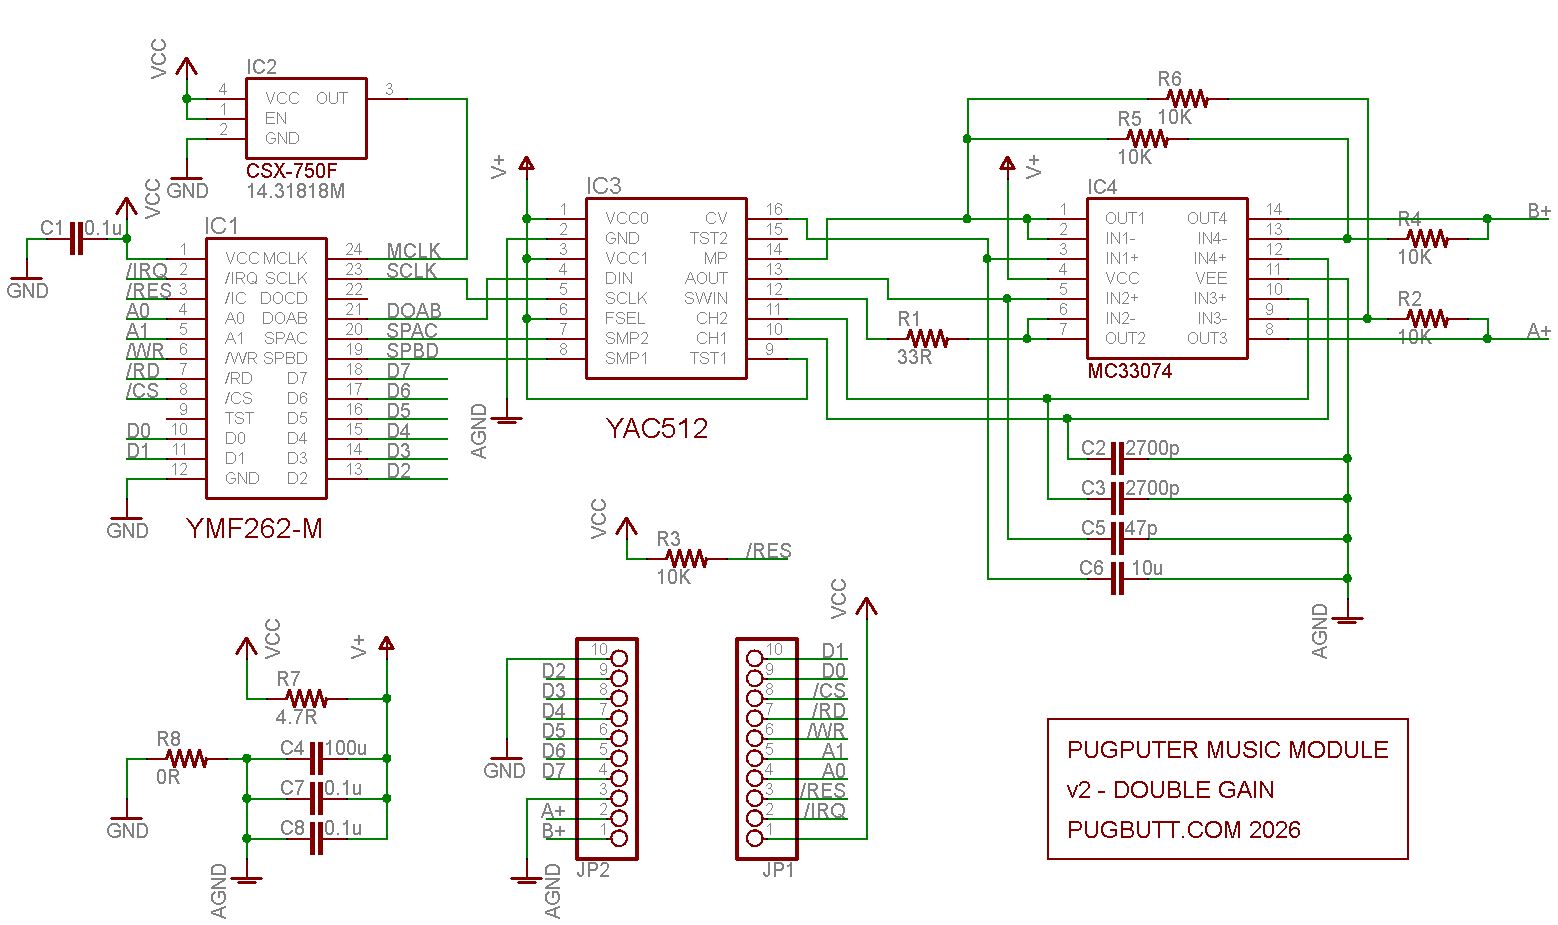 VCC
IC2
4 VCC OUT 3
1 EN
2 GND
CSX-750F
14.31818M
GND
VCC
C1 0.1u
GND
IC1
1 VCC MCLK 24 MCLK
/IRQ 2 /IRQ SCLK 23 SCLK
/RES 3 /IC DOCD 22
A0 4 A0 DOAB 21 DOAB
A1 5 A1 SPAC 20 SPAC
/WR 6 /WR SPBD 19 SPBD
/RD 7 /RD D7 18 D7
/CS 8 /CS D6 17 D6
9 TST D5 16 D5
D0 10 D0 D4 15 D4
D1 11 D1 D3 14 D3
12 GND D2 13 D2
GND
YMF262-M
V+
IC3
1 VCC0 CV 16
2 GND TST2 15
3 VCC1 MP 14
4 DIN AOUT 13
5 SCLK SWIN 12
6 FSEL CH2 11
7 SMP2 CH1 10
8 SMP1 TST1 9
AGND
YAC512
R1
33R
R6
10K
R5
10K
V+
IC4
1 OUT1 OUT4 14
2 IN1- IN4- 13
3 IN1+ IN4+ 12
4 VCC VEE 11
5 IN2+ IN3+ 10
6 IN2- IN3- 9
7 OUT2 OUT3 8
MC33074
B+
R4
10K
R2
10K
A+
C2 2700p
C3 2700p
C5 47p
C6 10u
AGND
VCC
R3
10K
/RES
VCC
R7
4.7R
V+
R8
0R
C4 100u
C7 0.1u
C8 0.1u
GND
AGND
10
D2 9
D3 8
D4 7
D5 6
D6 5
D7 4
3
A+ 2
B+ 1
GND
AGND
JP2
VCC
10 D1
9 D0
8 /CS
7 /RD
6 /WR
5 A1
4 A0
3 /RES
2 /IRQ
1
JP1
PUGPUTER MUSIC MODULE
v2 - DOUBLE GAIN
PUGBUTT.COM 2026